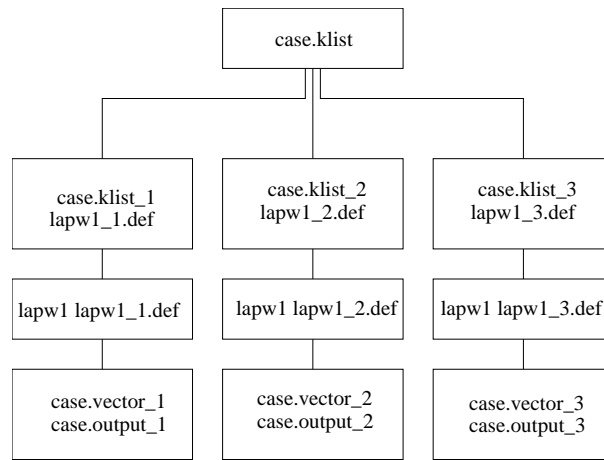 case.klist
case.klist_1
lapw1_1.def
case.klist_2
lapw1_2.def
case.klist_3
lapw1_3.def
lapw1 lapw1_1.def
lapw1 lapw1_2.def
lapw1 lapw1_3.def
case.vector_1
case.output_1
case.vector_2
case.output_2
case.vector_3
case.output_3